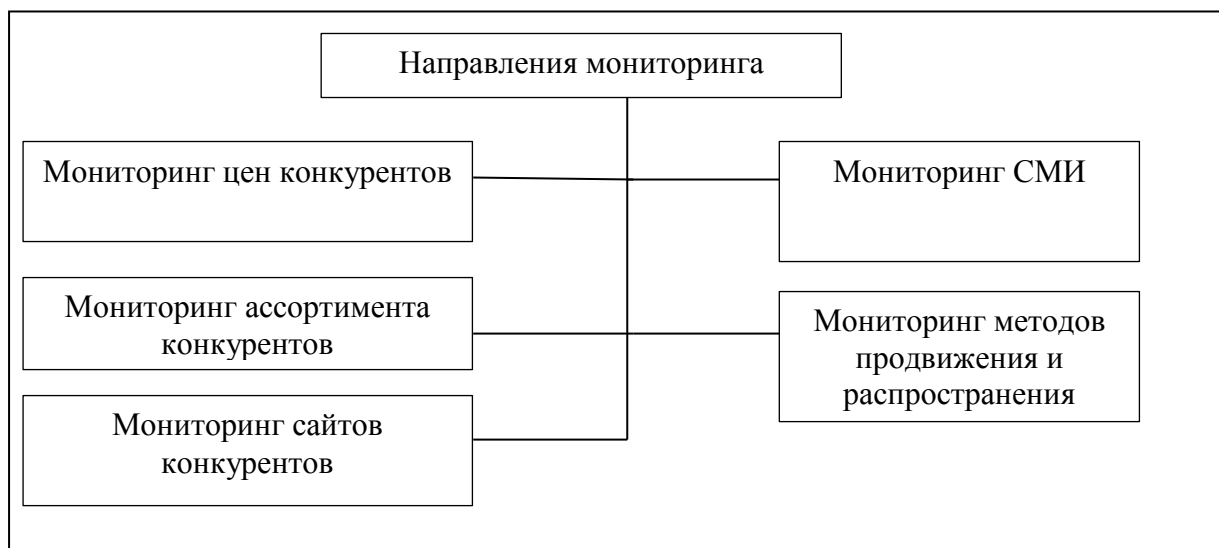 Направления мониторинга
Мониторинг цен конкурентов
Мониторинг СМИ
Мониторинг ассортимента
конкурентов
Мониторинг методов
продвижения и
распространения
Мониторинг сайтов
конкурентов